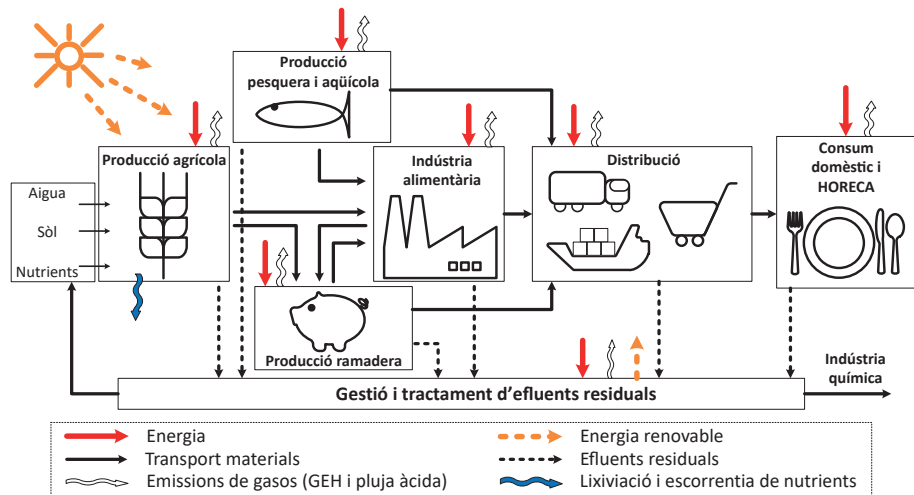 Producció
pesquera i aqüícola
Producció agrícola
Indústria
alimentària
Distribució
Consum
domèstic i
HORECA
Aigua
Sòl
Nutrients
Producció ramadera
Indústria
química
Gestió i tractament d’efluents residuals
Energia
Energia renovable
Transport materials
Efluents residuals
Emissions de gasos (GEH i pluja àcida)
Lixiviació i escorrentia de nutrients